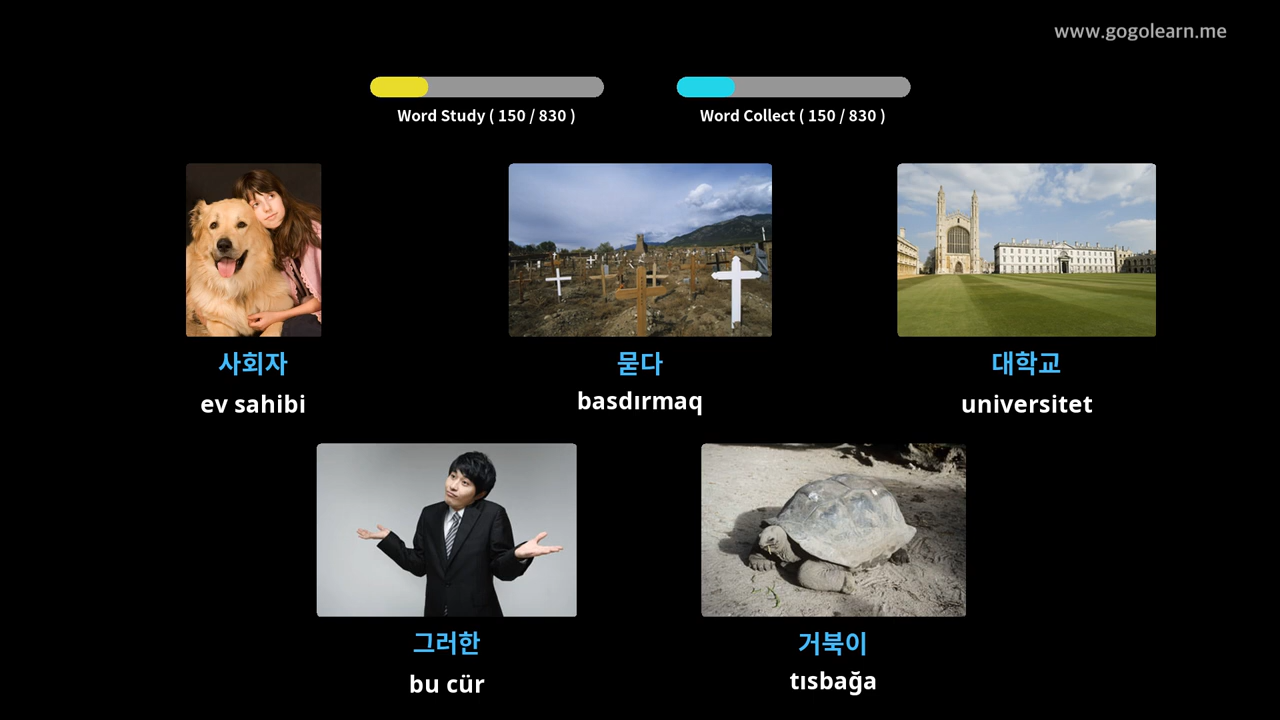 www.gogolearn.me
Word Study ( 150 / 830 )
Word Collect ( 150 / 830 )
사회자
ev sahibi
묻다
basdırmaq
대학교
universitet
그러한
bu cür
거북이
tısbağa